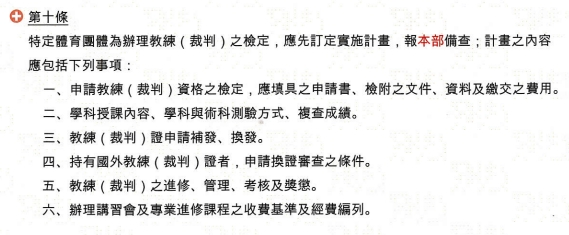 第十條
特定體育團體為辦理教練（裁判）之檢定，應先訂定實施計畫，報本部備查；計畫之內容
應包括下列事項：
一、申請教練（裁判）資格之檢定，應填具之申請書、檢附之文件、資料及繳交之費用。
二、學科授課內容、學科與術科測驗方式、複查成績。
三、教練（裁判）證申請補發、換發。
四、持有國外教練（裁判）證者，申請換證審查之條件。
五、教練（裁判）之進修、管理、考核及獎懲。
六、辦理講習會及專業進修課程之收費基準及經費編列。